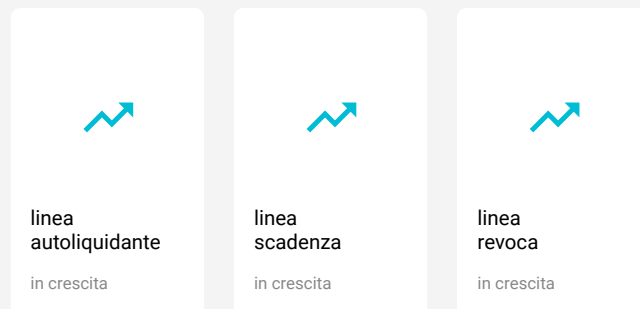 linea
autoliquidante
in crescita
linea
scadenza
in crescita
linea
revoca
in crescita